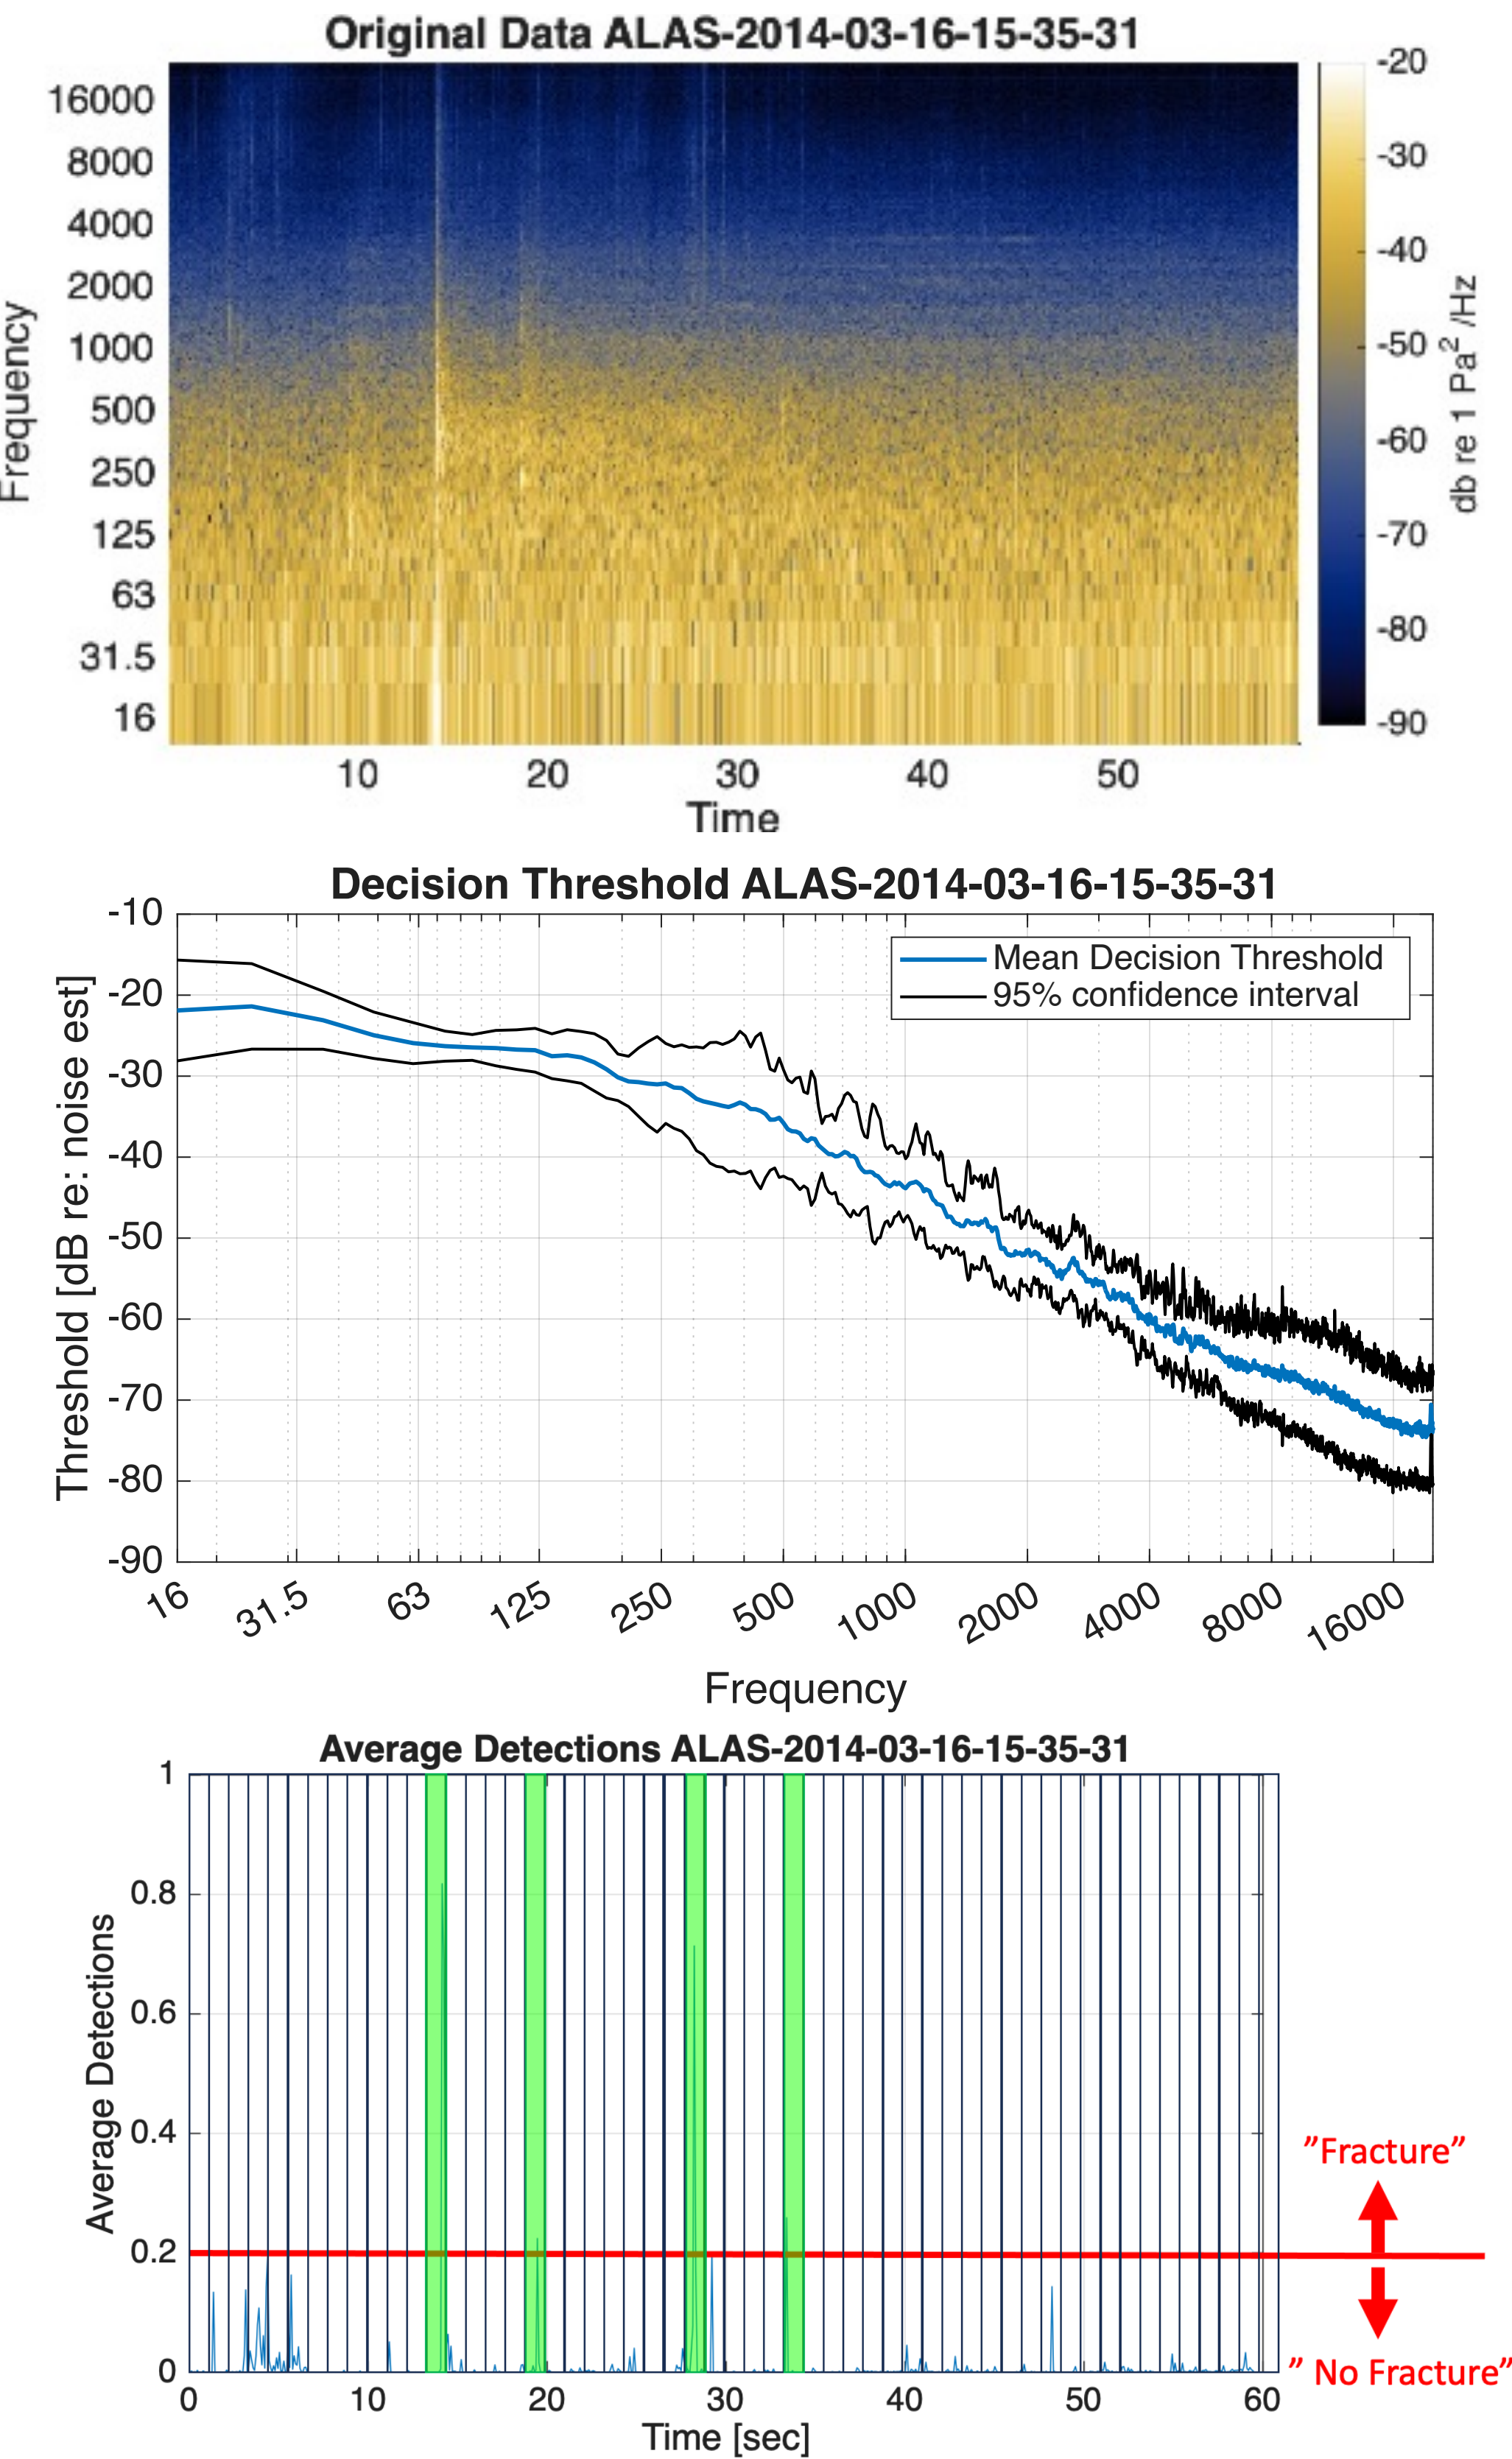 Original Data ALAS-2014-03-16-15-35-31
16000
8000
4000
2000
1000
500
250
125
63
31.5
16
Frequency
10 20 30 40 50
Time
-20
-30
-40
-50
-60
-70
-80
-90
db re 1 Pa² /Hz
Decision Threshold ALAS-2014-03-16-15-35-31
-10
-20
-30
-40
-50
-60
-70
-80
-90
Threshold [dB re: noise est]
Mean Decision Threshold
95% confidence interval
16 31.5 63 125 250 500 1000 2000 4000 8000 16000
Frequency
Average Detections ALAS-2014-03-16-15-35-31
1
0.8
0.6
0.4
0.2
0
Average Detections
0 10 20 30 40 50 60
Time [sec]
”Fracture”
” No Fracture”